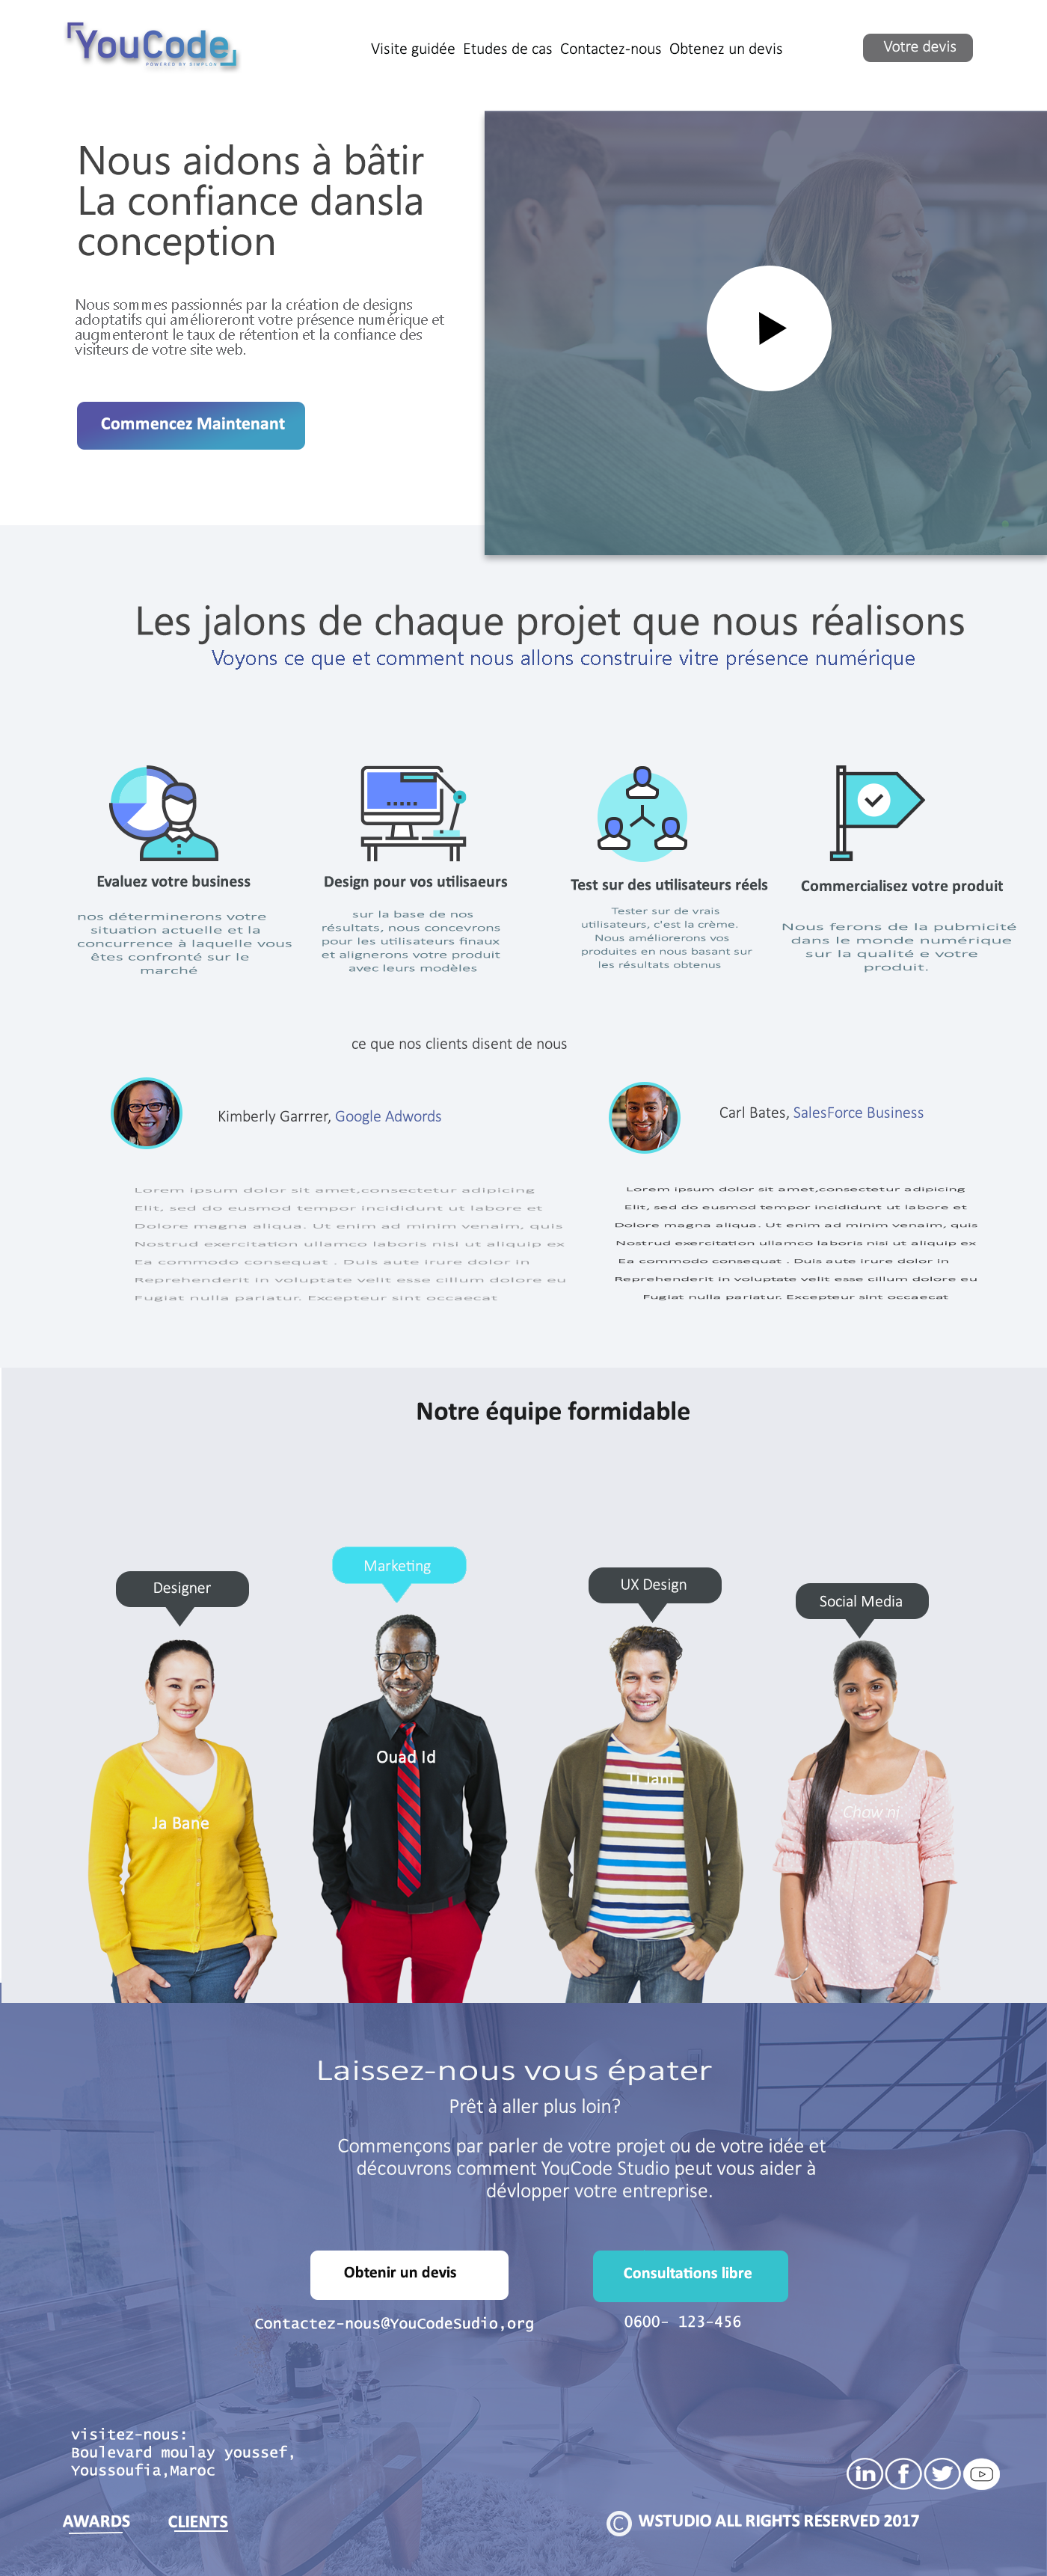 YouCode
POWERED BY SIMPLON
Visite guidée Etudes de cas Contactez-nous Obtenez un devis
Votre devis
Nous aidons à bâtir
La confiance dansla
conception
Nous sommes passionnés par la création de designs
adoptatifs qui amélioreront votre présence numérique et
augmenteront le taux de rétention et la confiance des
visiteurs de votre site web.
Commencez Maintenant
Les jalons de chaque projet que nous réalisons
Voyons ce que et comment nous allons construire vitre présence numérique
Evaluez votre business
nos déterminerons votre
situation actuelle et la
concurrence à laquelle vous
êtes confronté sur le
marché
Design pour vos utilisaeurs
sur la base de nos
résultats, nous concevrons
pour les utilisateurs finaux
et alignerons votre produit
avec leurs modèles
Test sur des utilisateurs réels
Tester sur de vrais
utilisateurs, c'est la crème.
Nous améliorerons vos
produites en nous basant sur
les résultats obtenus
Commercialisez votre produit
Nous ferons de la pubmicité
dans le monde numérique
sur la qualité e votre
produit.
ce que nos clients disent de nous
Kimberly Garrrer, Google Adwords
Lorem ipsum dolor sit amet,consectetur adipicing
Elit, sed do eusmod tempor incididunt ut labore et
Dolore magna aliqua. Ut enim ad minim venaim, quis
Nostrud exercitation ullamco laboris nisi ut aliquip ex
Ea commodo consequat . Duis aute irure dolor in
Reprehenderit in voluptate velit esse cillum dolore eu
Fugiat nulla pariatur. Excepteur sint occaecat
Carl Bates, SalesForce Business
Lorem ipsum dolor sit amet,consectetur adipicing
Elit, sed do eusmod tempor incididunt ut labore et
Dolore magna aliqua. Ut enim ad minim venaim, quis
Nostrud exercitation ullamco laboris nisi ut aliquip ex
Ea commodo consequat . Duis aute irure dolor in
Reprehenderit in voluptate velit esse cillum dolore eu
Fugiat nulla pariatur. Excepteur sint occaecat
Notre équipe formidable
Designer
Marketing
UX Design
Social Media
Ja Bane
Ouad Id
Chaw ni
Laissez-nous vous épater
Prêt à aller plus loin?
Commençons par parler de votre projet ou de votre idée et
découvrons comment YouCode Studio peut vous aider à
dévlopper votre entreprise.
Obtenir un devis
Consultations libre
Contactez-nous@YouCodeSudio,org
0600- 123-456
visitez-nous:
Boulevard moulay youssef,
Youssoufia,Maroc
in f
AWARDS CLIENTS
© WSTUDIO ALL RIGHTS RESERVED 2017